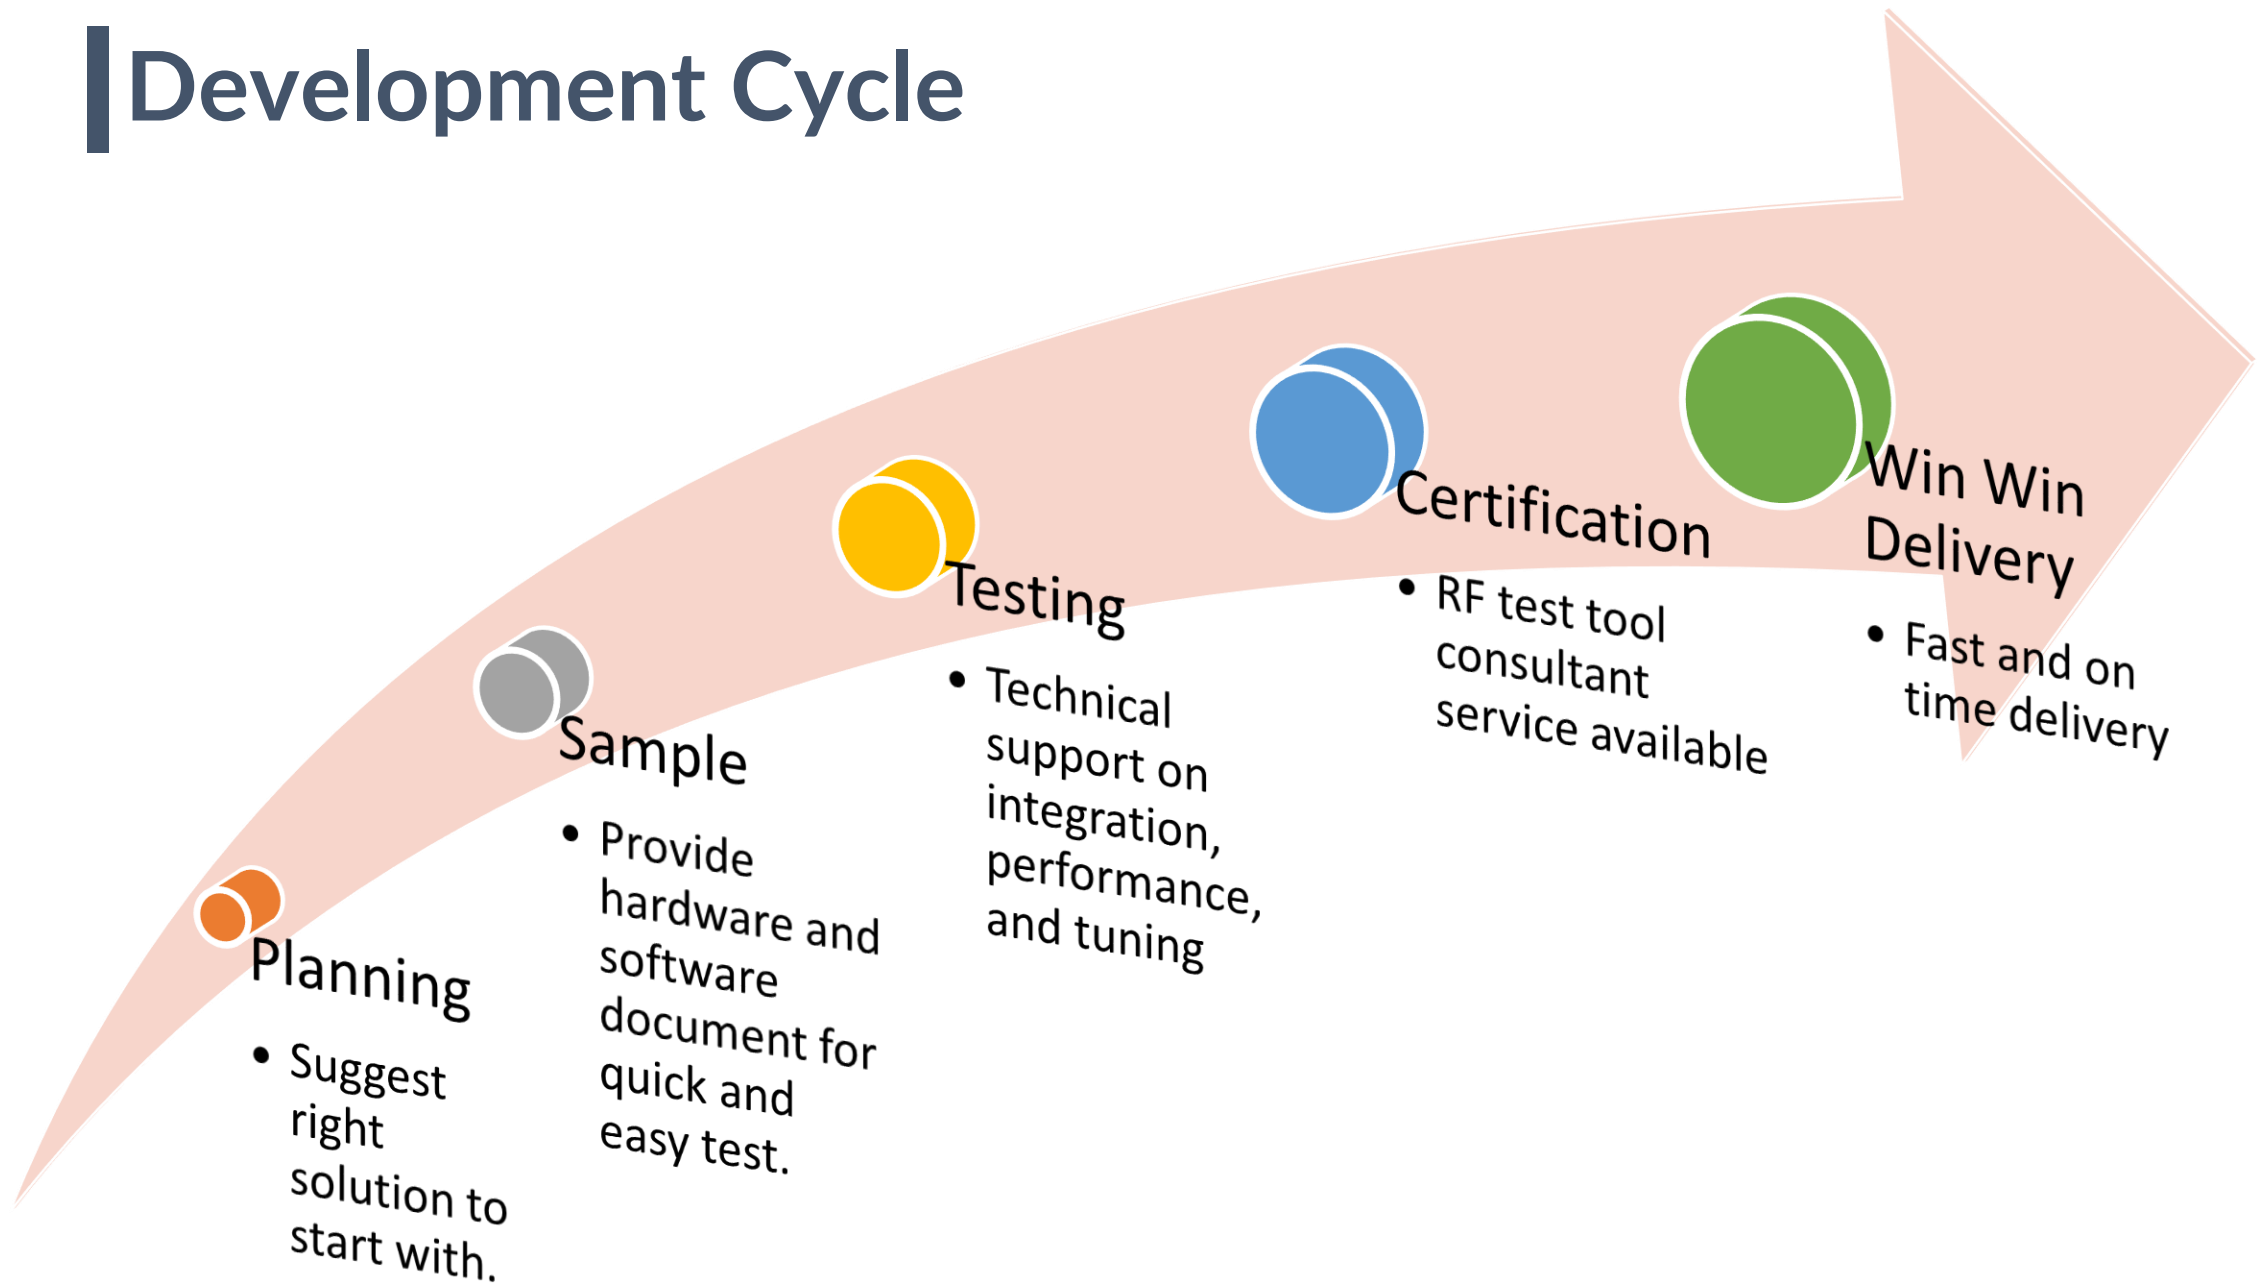 Development Cycle
Planning
• Suggest
right
solution to
start with.
Sample
• Provide
hardware and
software
document for
quick and
easy test.
Testing
• Technical
support on
integration,
performance,
and tuning
Certification
• RF test tool
consultant
service available
Win Win
Delivery
• Fast and on
time delivery